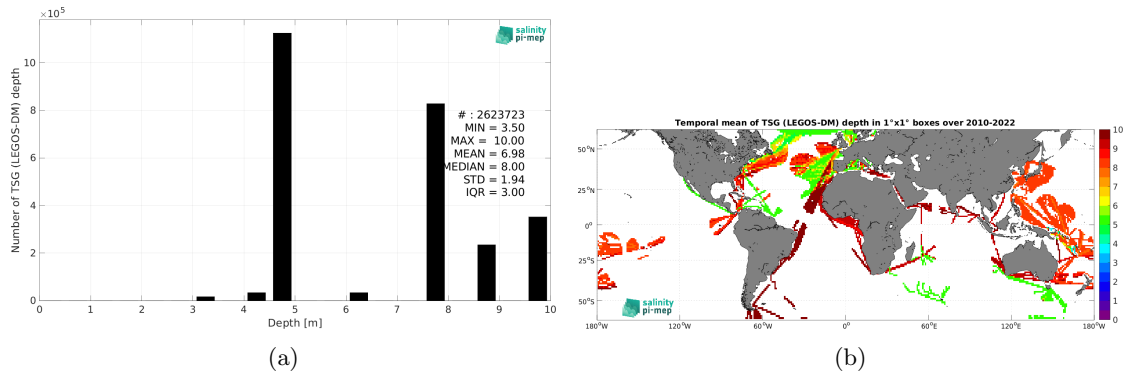 ×10⁵
salinity
pi-mep
10
8
6
4
2
0
Number of TSG (LEGOS-DM) depth
# : 2623723
MIN = 3.50
MAX = 10.00
MEAN = 6.98
MEDIAN = 8.00
STD = 1.94
IQR = 3.00
0 1 2 3 4 5 6 7 8 9 10
Depth [m]
(a)
Temporal mean of TSG (LEGOS-DM) depth in 1°x1° boxes over 2010-2022
50°N
25°N
0°
25°S
50°S
salinity
pi-mep
180°W 120°W 60°W 0° 60°E 120°E 180°W
10
9
8
7
6
5
4
3
2
1
0
(b)